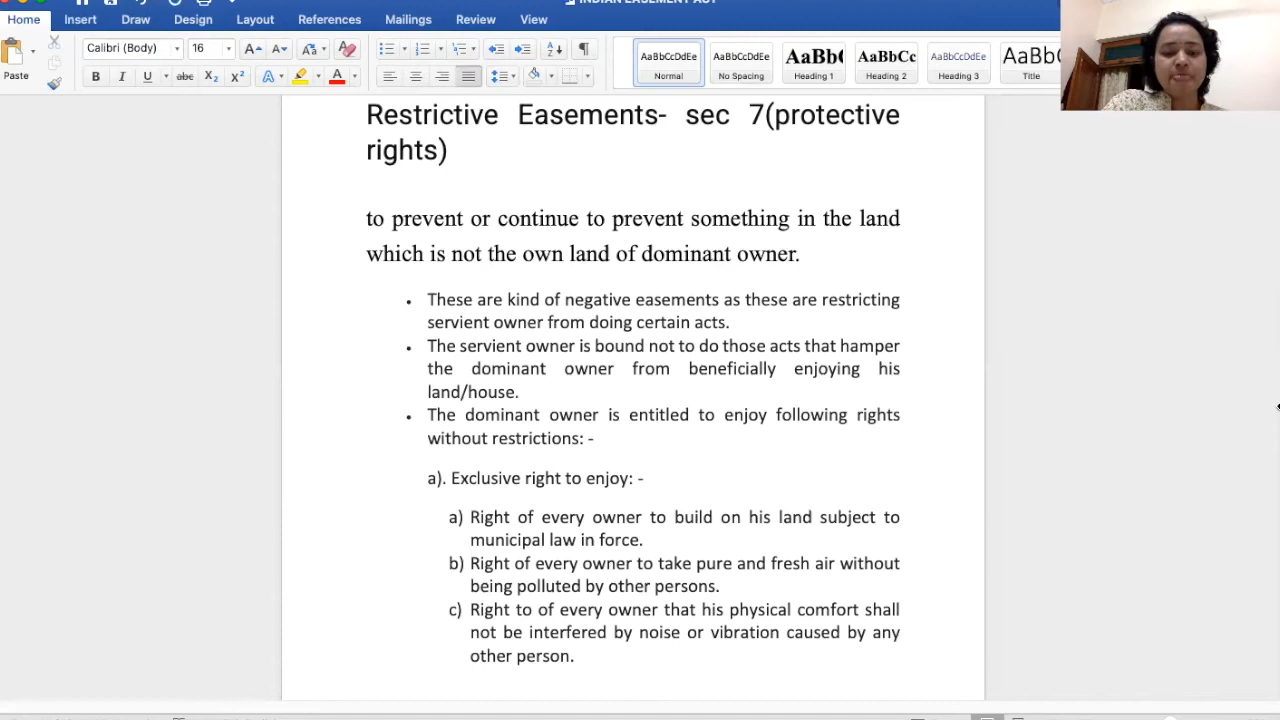 INDIAN EASEMENT ACT
Home Insert Draw Design Layout References Mailings Review View
Paste
Calibri (Body) 16
AaBbCcDdEe AaBbCcDdEe AaBb( AaBbCc AaBbCcDdEe AaBb(
Normal No Spacing Heading 1 Heading 2 Heading 3 Title
Restrictive Easements- sec 7(protective
rights)
to prevent or continue to prevent something in the land
which is not the own land of dominant owner.
• These are kind of negative easements as these are restricting
servient owner from doing certain acts.
• The servient owner is bound not to do those acts that hamper
the dominant owner from beneficially enjoying his
land/house.
• The dominant owner is entitled to enjoy following rights
without restrictions: -
a). Exclusive right to enjoy: -
a) Right of every owner to build on his land subject to
municipal law in force.
b) Right of every owner to take pure and fresh air without
being polluted by other persons.
c) Right to of every owner that his physical comfort shall
not be interfered by noise or vibration caused by any
other person.